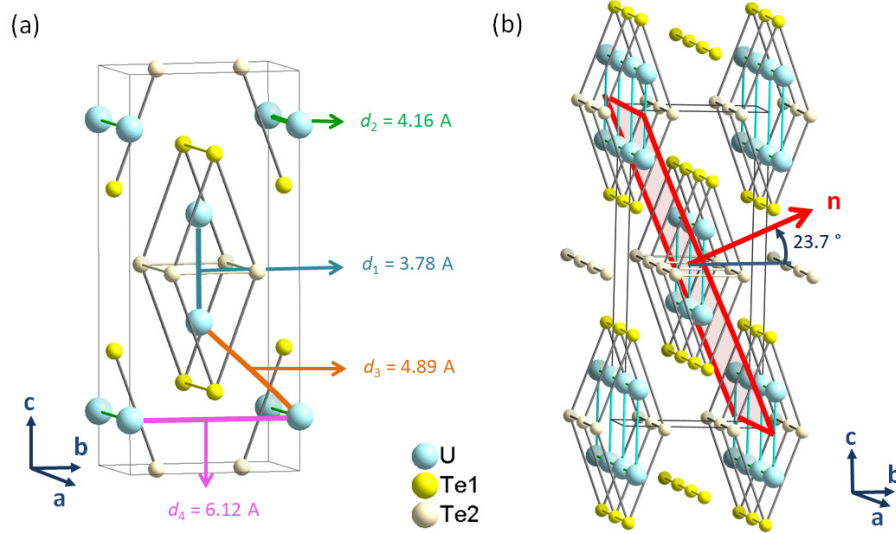 (a)
d₂ = 4.16 A
d₁ = 3.78 A
d₃ = 4.89 A
d₄ = 6.12 A
c
b
a
U
Te1
Te2
(b)
n
23.7 °
c
b
a